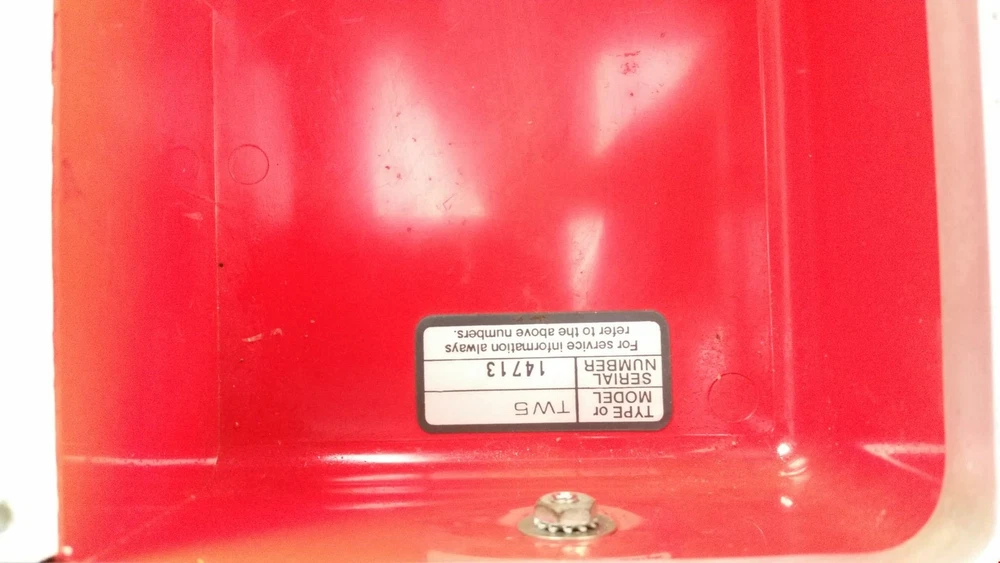 TYPE or MODEL TW5
SERIAL NUMBER 14713
For service information always
refer to the above numbers.